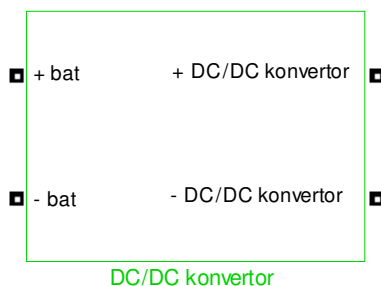 + bat + DC/DC konvertor
- bat - DC/DC konvertor
DC/DC konvertor